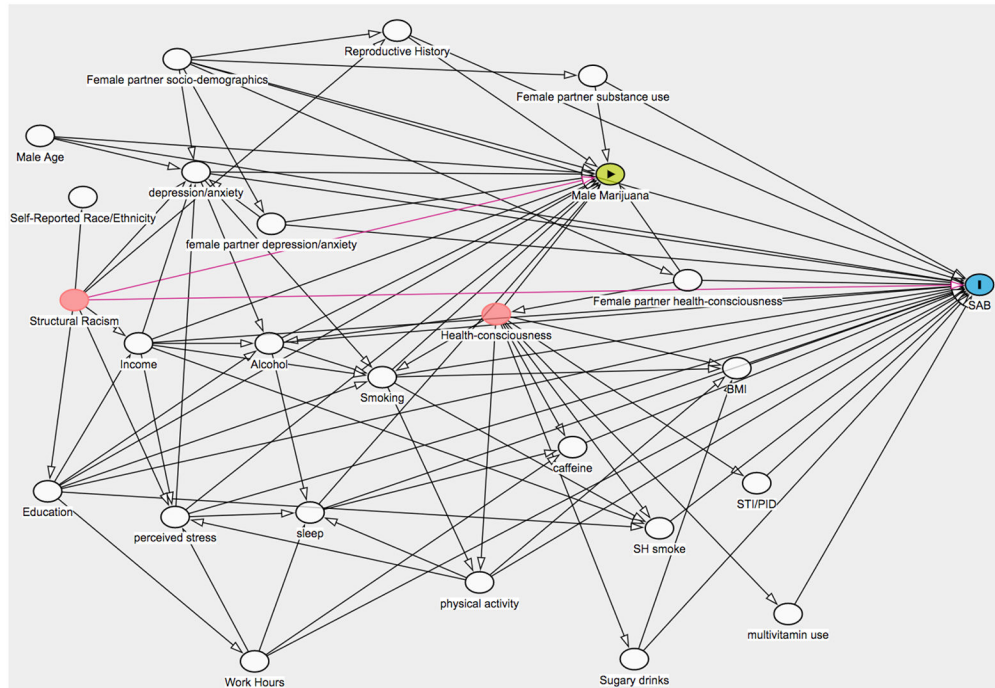 Reproductive History
Female partner socio-demographics
Female partner substance use
Male Age
depression/anxiety
Male Marijuana
Self-Reported Race/Ethnicity
female partner depression/anxiety
Female partner health-consciousness
SAB
Structural Racism
Health-consciousness
Income
Alcohol
BMI
Smoking
caffeine
Education
STI/PID
perceived stress
sleep
SH smoke
physical activity
multivitamin use
Work Hours
Sugary drinks